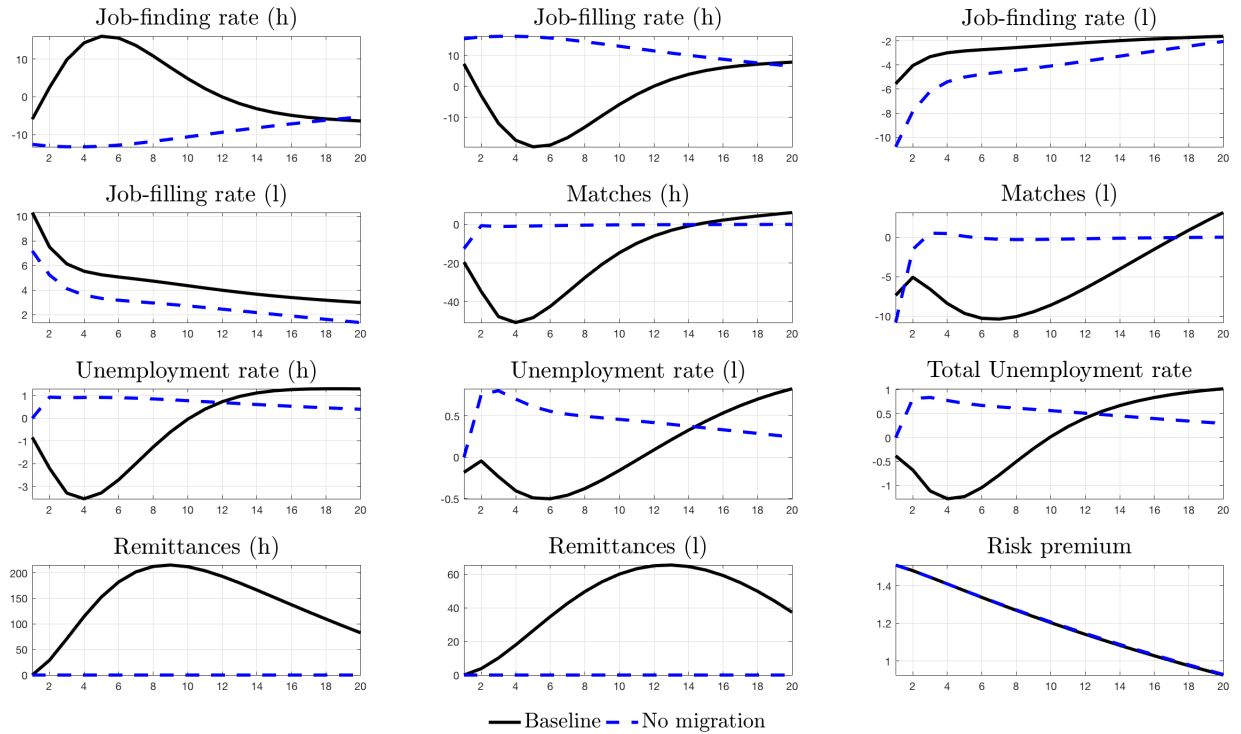 Job-finding rate (h)
10
0
-10
2 4 6 8 10 12 14 16 18 20
Job-filling rate (h)
10
0
-10
2 4 6 8 10 12 14 16 18 20
Job-finding rate (l)
-2
-4
-6
-8
-10
2 4 6 8 10 12 14 16 18 20
Job-filling rate (l)
10
8
6
4
2
2 4 6 8 10 12 14 16 18 20
Matches (h)
0
-20
-40
2 4 6 8 10 12 14 16 18 20
Matches (l)
0
-5
-10
2 4 6 8 10 12 14 16 18 20
Unemployment rate (h)
1
0
-1
-2
-3
2 4 6 8 10 12 14 16 18 20
Unemployment rate (l)
0.5
0
-0.5
2 4 6 8 10 12 14 16 18 20
Total Unemployment rate
1
0.5
0
-0.5
-1
2 4 6 8 10 12 14 16 18 20
Remittances (h)
200
150
100
50
0
2 4 6 8 10 12 14 16 18 20
Remittances (l)
60
40
20
0
2 4 6 8 10 12 14 16 18 20
Risk premium
1.4
1.2
1
2 4 6 8 10 12 14 16 18 20
Baseline No migration